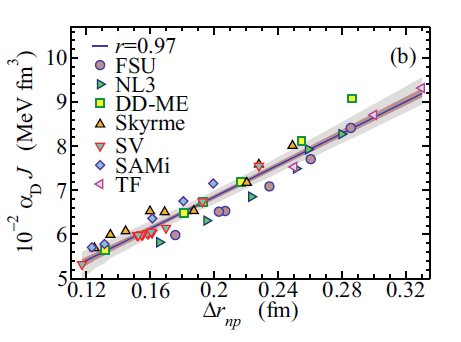 r=0.97
(b)
FSU
NL3
DD-ME
Skyrme
SV
SAMi
TF
10⁻² α_D J (MeV fm³)
10
9
8
7
6
5
0.12 0.16 0.2 0.24 0.28 0.32
Δr_np (fm)